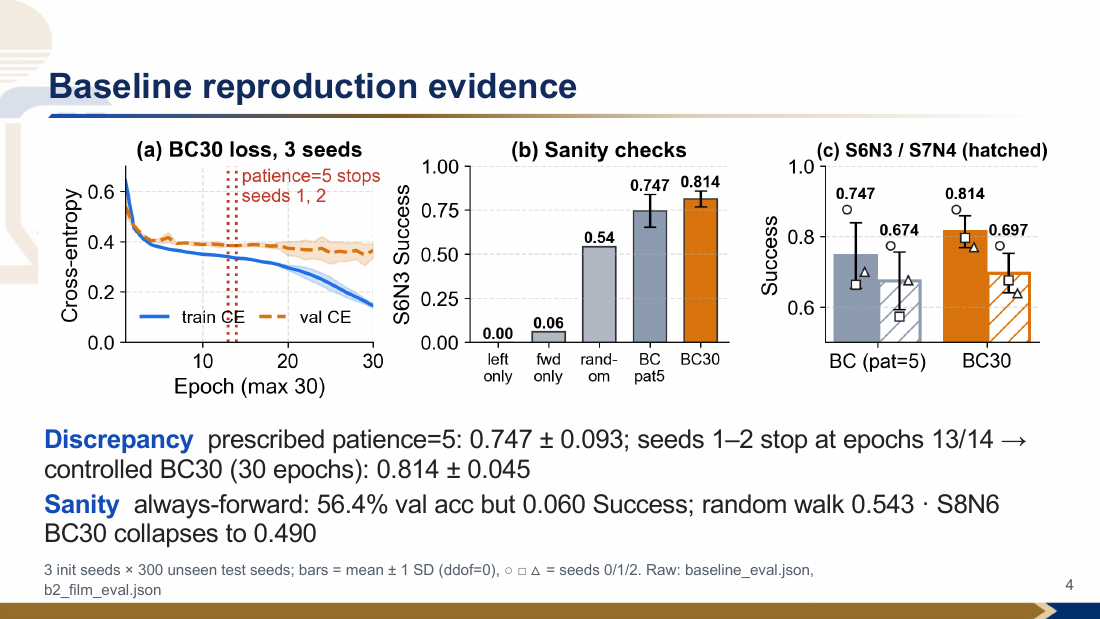 Baseline reproduction evidence
(a) BC30 loss, 3 seeds
patience=5 stops
seeds 1, 2
Cross-entropy
0.6
0.4
0.2
0.0
train CE
val CE
10
20
30
Epoch (max 30)
(b) Sanity checks
S6N3 Success
1.00
0.75
0.50
0.25
0.00
0.00
0.06
0.54
0.747
0.814
left
only
fwd
only
rand-
om
BC
pat5
BC30
(c) S6N3 / S7N4 (hatched)
Success
1.0
0.8
0.6
0.747
0.674
0.814
0.697
BC (pat=5)
BC30
Discrepancy prescribed patience=5: 0.747 ± 0.093; seeds 1–2 stop at epochs 13/14 →
controlled BC30 (30 epochs): 0.814 ± 0.045
Sanity always-forward: 56.4% val acc but 0.060 Success; random walk 0.543 · S8N6
BC30 collapses to 0.490
3 init seeds × 300 unseen test seeds; bars = mean ± 1 SD (ddof=0), ○ □ △ = seeds 0/1/2. Raw: baseline_eval.json,
b2_film_eval.json
4